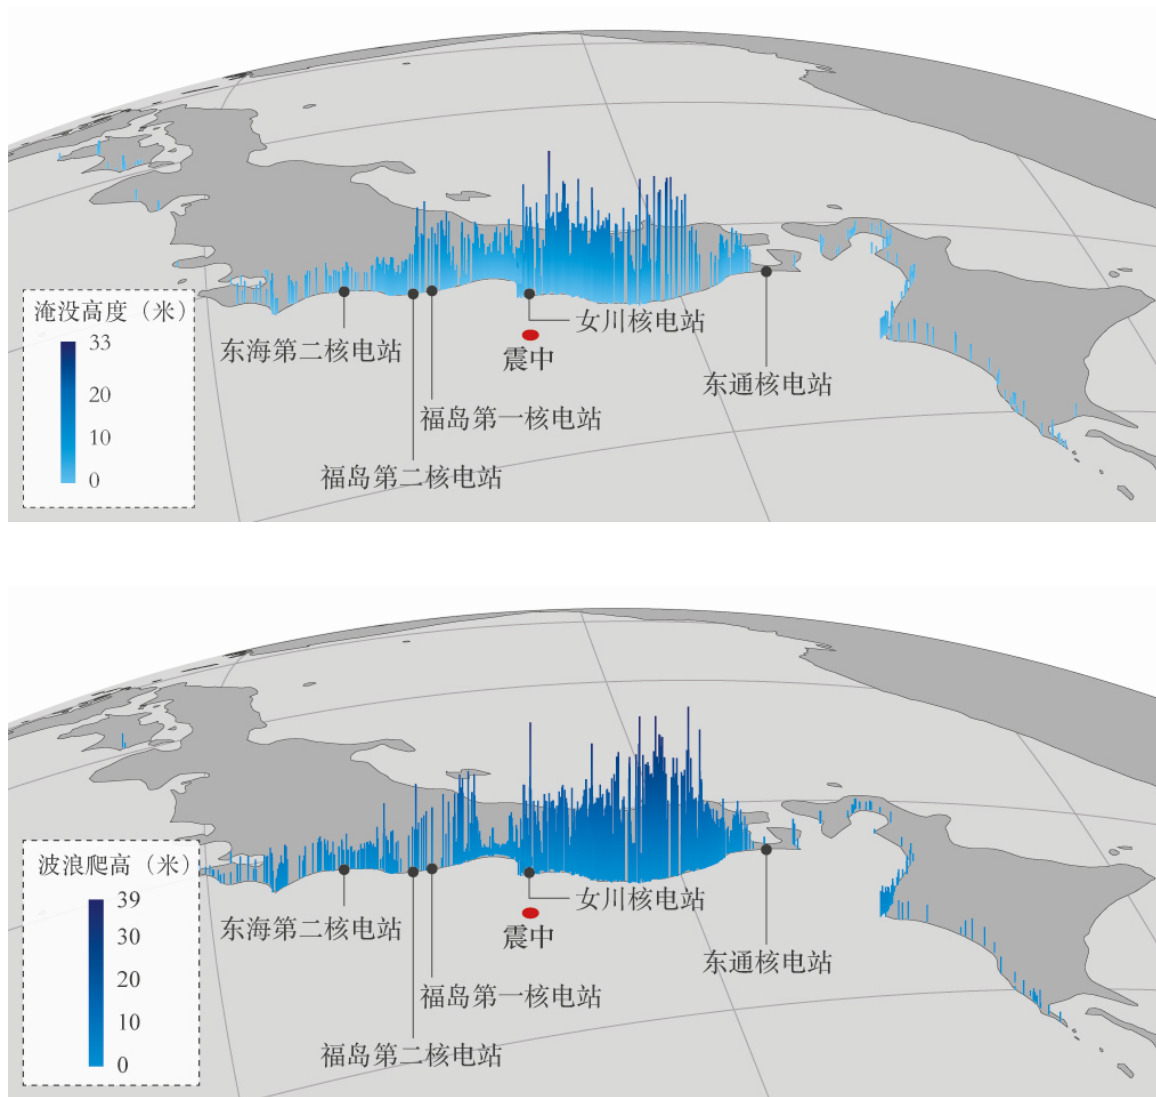 淹没高度（米）
33
20
10
0
东海第二核电站
女川核电站
震中
东通核电站
福岛第一核电站
福岛第二核电站
波浪爬高（米）
39
30
20
10
0
东海第二核电站
女川核电站
震中
东通核电站
福岛第一核电站
福岛第二核电站